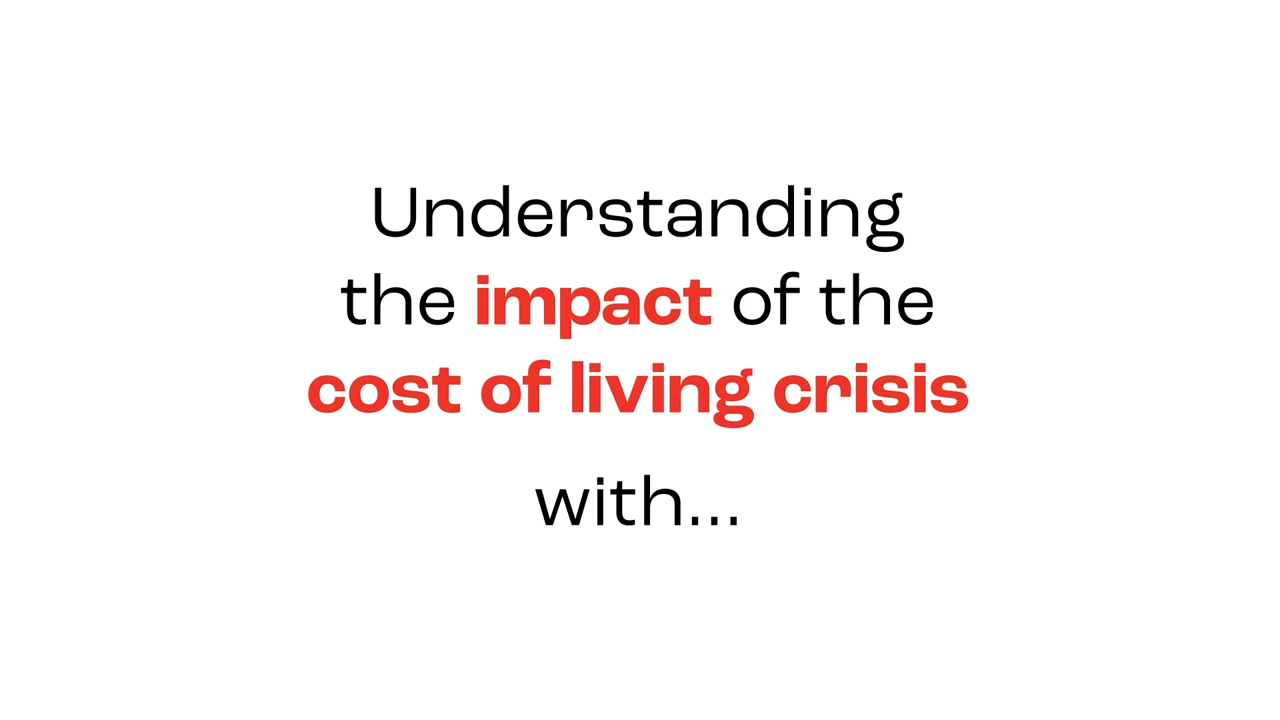 Understanding
the impact of the
cost of living crisis
with...